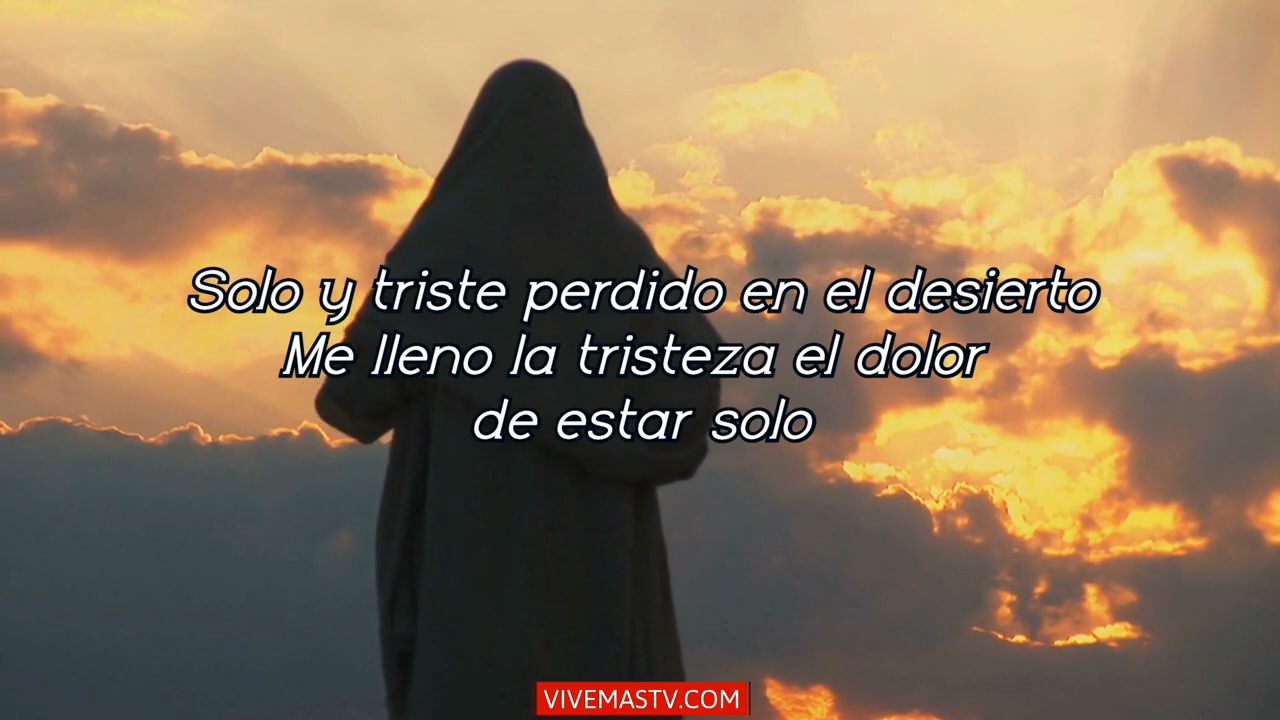 Solo y triste perdido en el desierto
Me lleno la tristeza el dolor
de estar solo
VIVEMASTV.COM